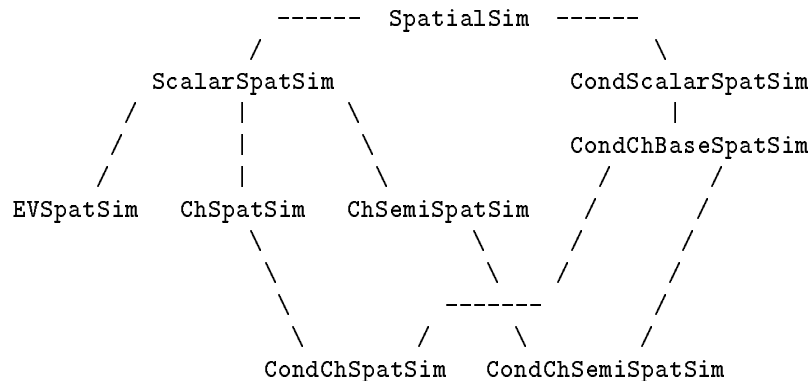 SpatialSim
ScalarSpatSim CondScalarSpatSim
CondChBaseSpatSim
EVSpatSim ChSpatSim ChSemiSpatSim
CondChSpatSim CondChSemiSpatSim